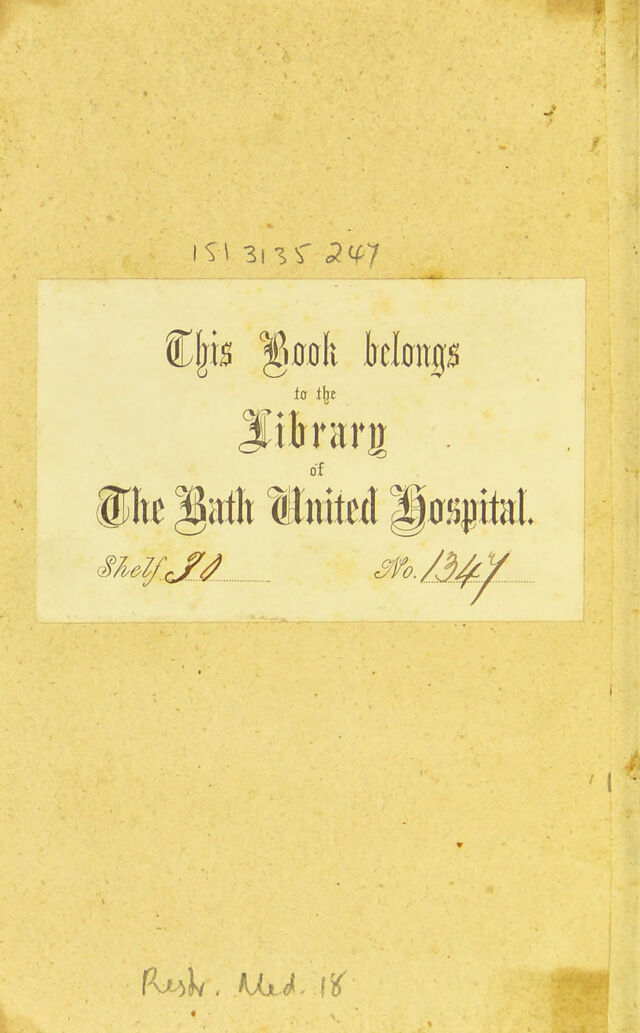 151 3135 247
This Book belongs
to the
Library
of
The Bath United Hospital.
Shelf 30 No. 1347
Restr. Med. 18